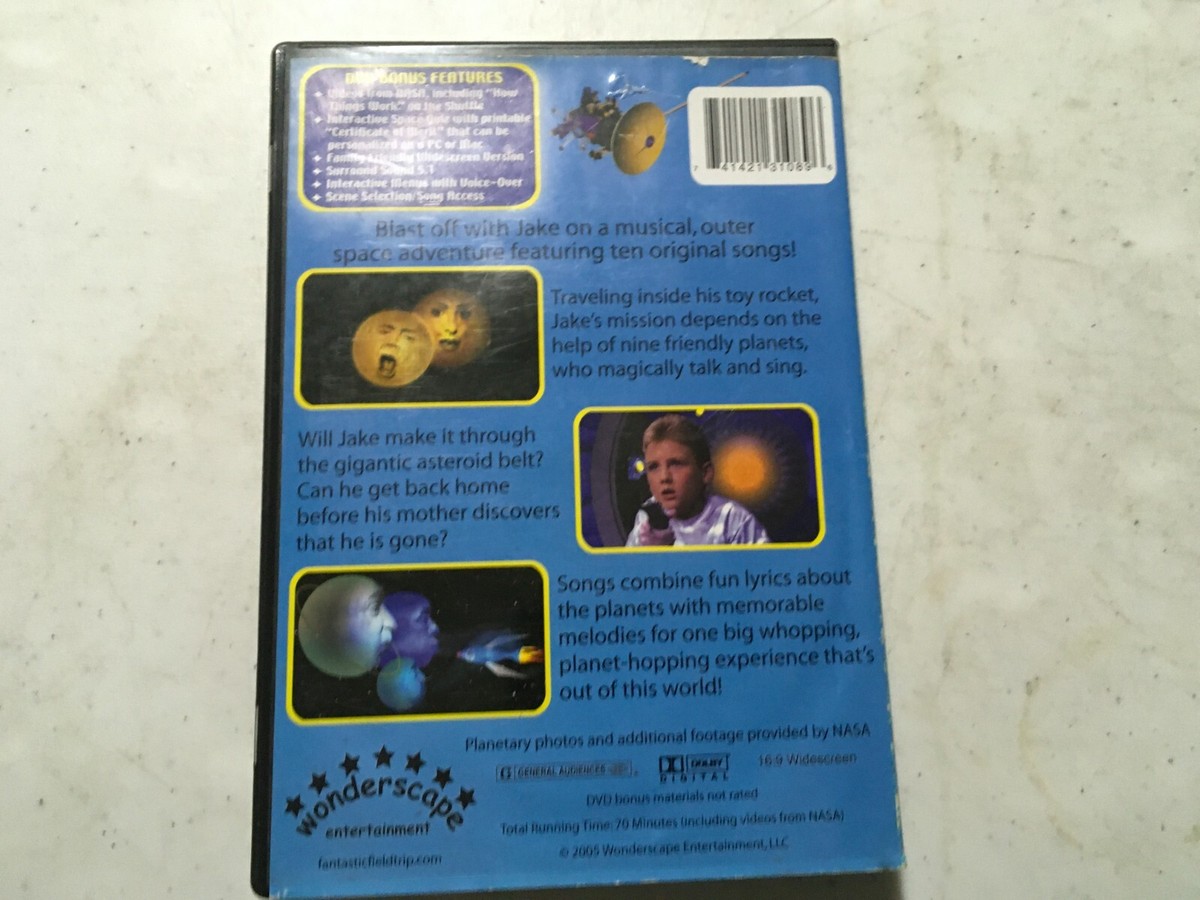 DVD BONUS FEATURES
+ Videos from NASA, including "How
Things Work" on the Shuttle
+ Interactive Space Quiz with printable
"Certificate of Merit" that can be
personalized on a PC or Mac
+ Family Friendly Widescreen Version
+ Surround Sound 5.1
+ Interactive Menus with Voice-Over
+ Scene Selection/Song Access
7 41421 31089 6
Blast off with Jake on a musical, outer
space adventure featuring ten original songs!
Traveling inside his toy rocket,
Jake's mission depends on the
help of nine friendly planets,
who magically talk and sing.
Will Jake make it through
the gigantic asteroid belt?
Can he get back home
before his mother discovers
that he is gone?
Songs combine fun lyrics about
the planets with memorable
melodies for one big whopping,
planet-hopping experience that's
out of this world!
Planetary photos and additional footage provided by NASA
G GENERAL AUDIENCES
DOLBY
DIGITAL
16:9 Widescreen
DVD bonus materials not rated
Total Running Time: 70 Minutes (including videos from NASA)
© 2005 Wonderscape Entertainment, LLC
wonderscape
entertainment
fantasticfieldtrip.com